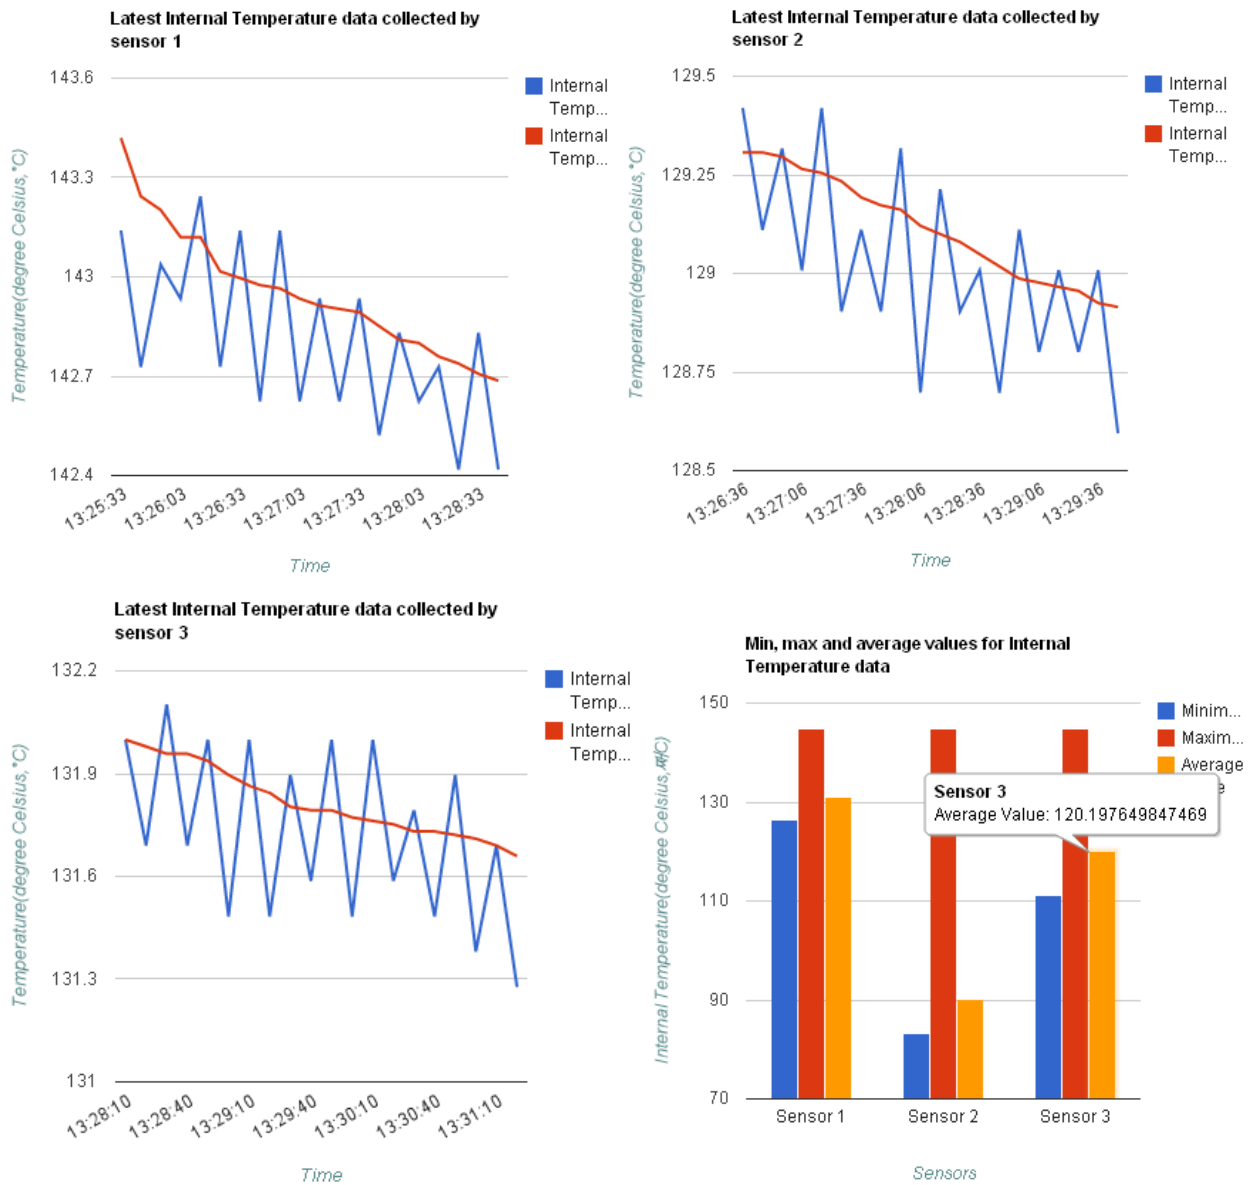 Latest Internal Temperature data collected by
sensor 1
143.6
143.3
143
142.7
142.4
Temperature(degree Celsius,°C)
Internal
Temp...
Internal
Temp...
13:25:33
13:26:03
13:26:33
13:27:03
13:27:33
13:28:03
13:28:33
Time
Latest Internal Temperature data collected by
sensor 2
129.5
129.25
129
128.75
128.5
Temperature(degree Celsius,°C)
Internal
Temp...
Internal
Temp...
13:26:36
13:27:06
13:27:36
13:28:06
13:28:36
13:29:06
13:29:36
Time
Latest Internal Temperature data collected by
sensor 3
132.2
131.9
131.6
131.3
131
Temperature(degree Celsius,°C)
Internal
Temp...
Internal
Temp...
13:28:10
13:28:40
13:29:10
13:29:40
13:30:10
13:30:40
13:31:10
Time
Min, max and average values for Internal
Temperature data
150
130
110
90
70
Internal Temperature(degree Celsius,
Minim...
Maxim...
Average
Sensor 3
Average Value: 120.197649847469
Sensor 1
Sensor 2
Sensor 3
Sensors